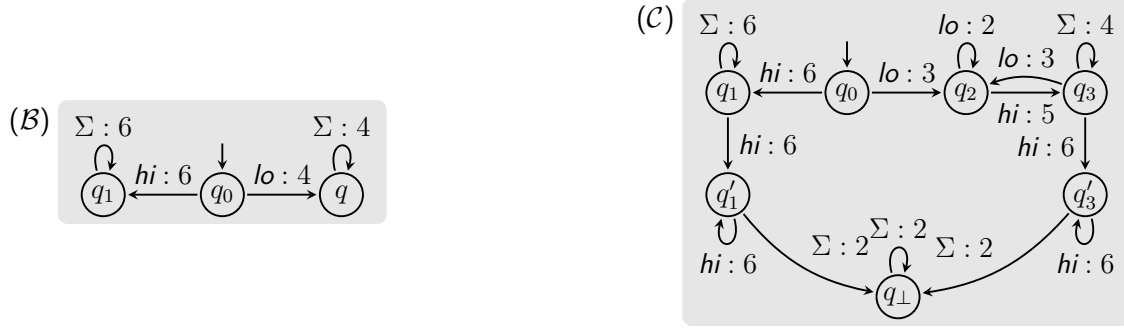 (𝓒)
Σ : 6
lo : 2
Σ : 4
lo : 3
hi : 6
lo : 3
q₁
q₀
q₂
q₃
hi : 5
(𝓑)
Σ : 6
Σ : 4
hi : 6
hi : 6
hi : 6
lo : 4
q₁
q₀
q
q′₁
q′₃
Σ : 2
Σ : 2
Σ : 2
hi : 6
hi : 6
q⊥